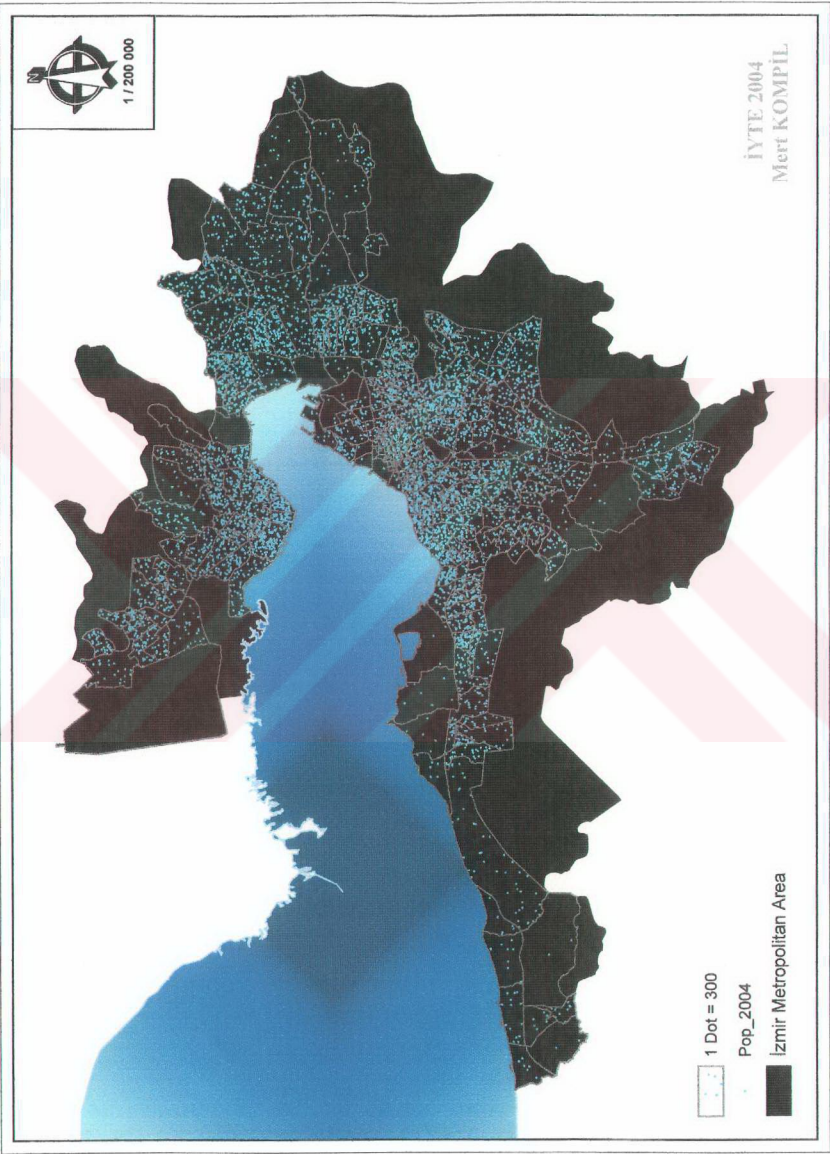 N
1 / 200 000
İYTE 2004
Mert KOMPİL
1 Dot = 300
Pop_2004
İzmir Metropolitan Area